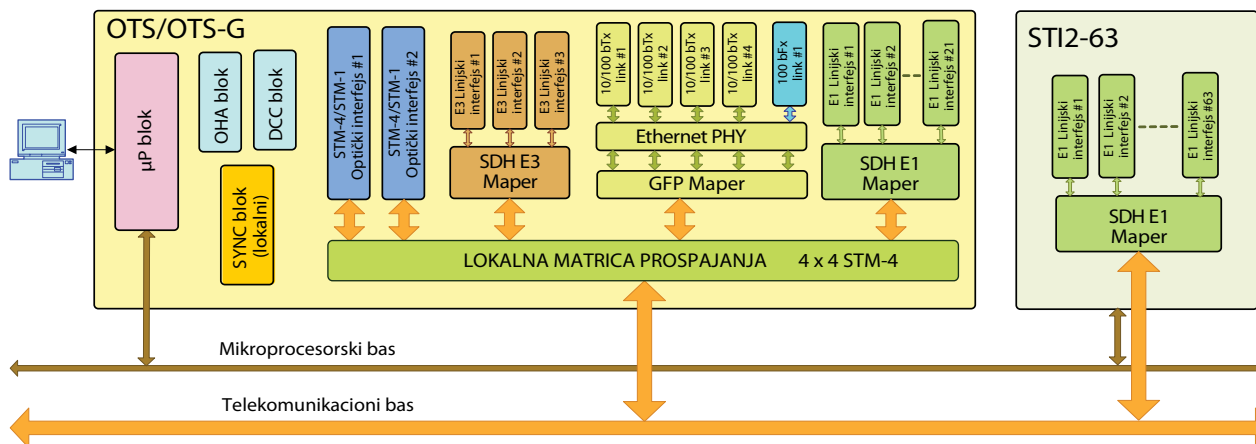 OTS/OTS-G
μP blok
OHA blok
DCC blok
SYNC blok
(lokalni)
STM-4/STM-1
Optički interfejs #1
STM-4/STM-1
Optički interfejs #2
E3 Linijski
interfejs #1
E3 Linijski
interfejs #2
E3 Linijski
interfejs #3
SDH E3
Maper
10/100 bTx
link #1
10/100 bTx
link #2
10/100 bTx
link #3
10/100 bTx
link #4
100 bFx
link #1
Ethernet PHY
GFP Maper
E1 Linijski
interfejs #1
E1 Linijski
interfejs #2
E1 Linijski
interfejs #21
SDH E1
Maper
LOKALNA MATRICA PROSPAJANJA 4 x 4 STM-4
STI2-63
E1 Linijski
interfejs #1
E1 Linijski
interfejs #2
E1 Linijski
interfejs #63
SDH E1
Maper
Mikroprocesorski bas
Telekomunikacioni bas